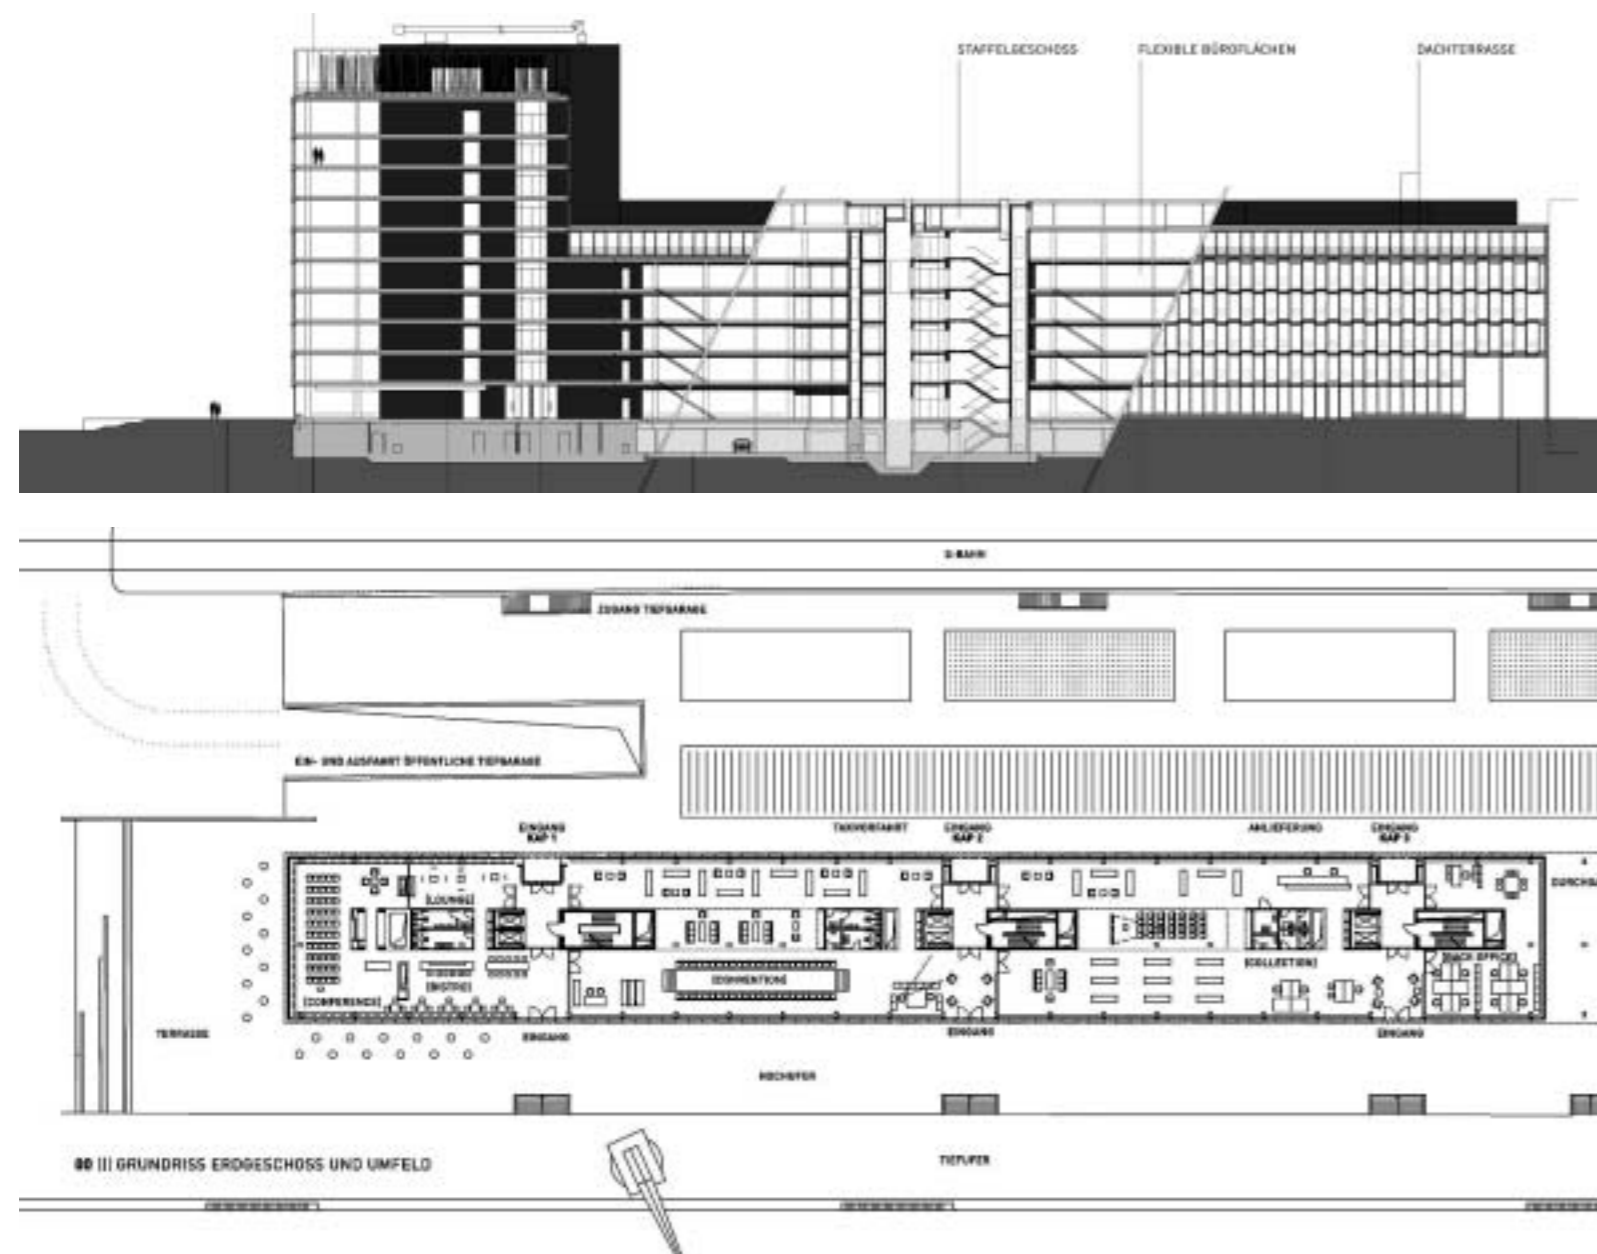 STAFFELGESCHOSS
FLEXIBLE BÜROFLÄCHEN
DACHTERRASSE
U-BAHN
ZUGANG TIEFGARAGE
EIN- UND AUSFAHRT ÖFFENTLICHE TIEFGARAGE
EINGANG
KAP 1
TAXIVORFAHRT
EINGANG
KAP 2
ANLIEFERUNG
EINGANG
KAP 3
[LOUNGE]
[CONFERENCE]
[BISTRO]
[CONVENTION]
[COLLECTION]
[BACK OFFICE]
TERRASSE
EINGANG
EINGANG
EINGANG
HOCHUFER
00 ||| GRUNDRISS ERDGESCHOSS UND UMFELD
TIEFUFER